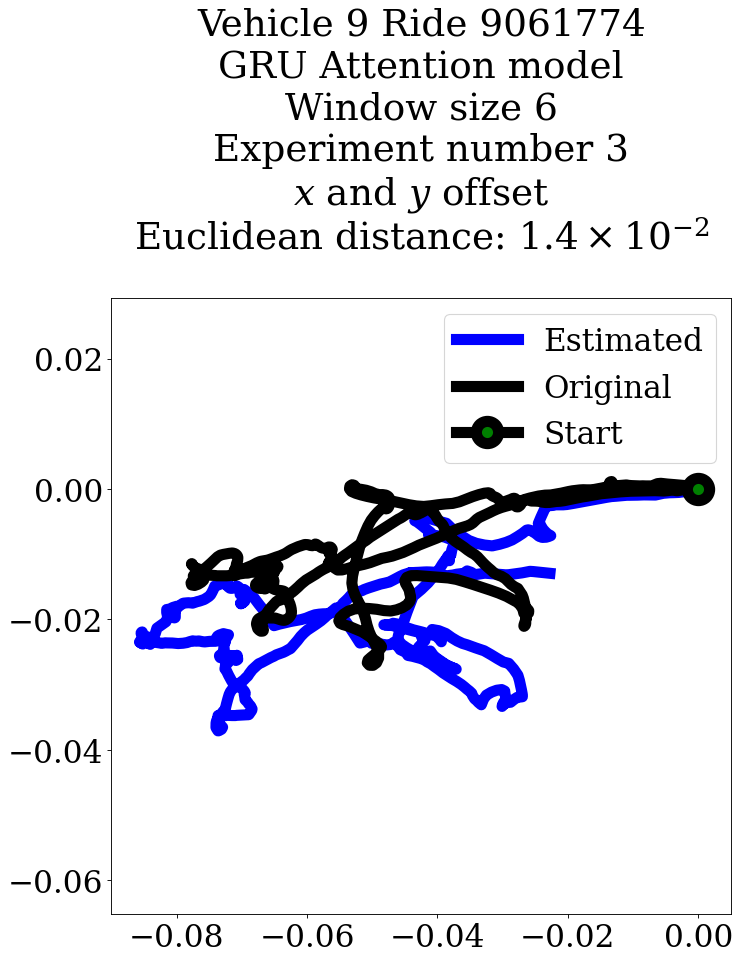 Vehicle 9 Ride 9061774
GRU Attention model
Window size 6
Experiment number 3
x and y offset
Euclidean distance: 1.4 × 10⁻²
Estimated
Original
Start
0.02
0.00
−0.02
−0.04
−0.06
−0.08 −0.06 −0.04 −0.02 0.00